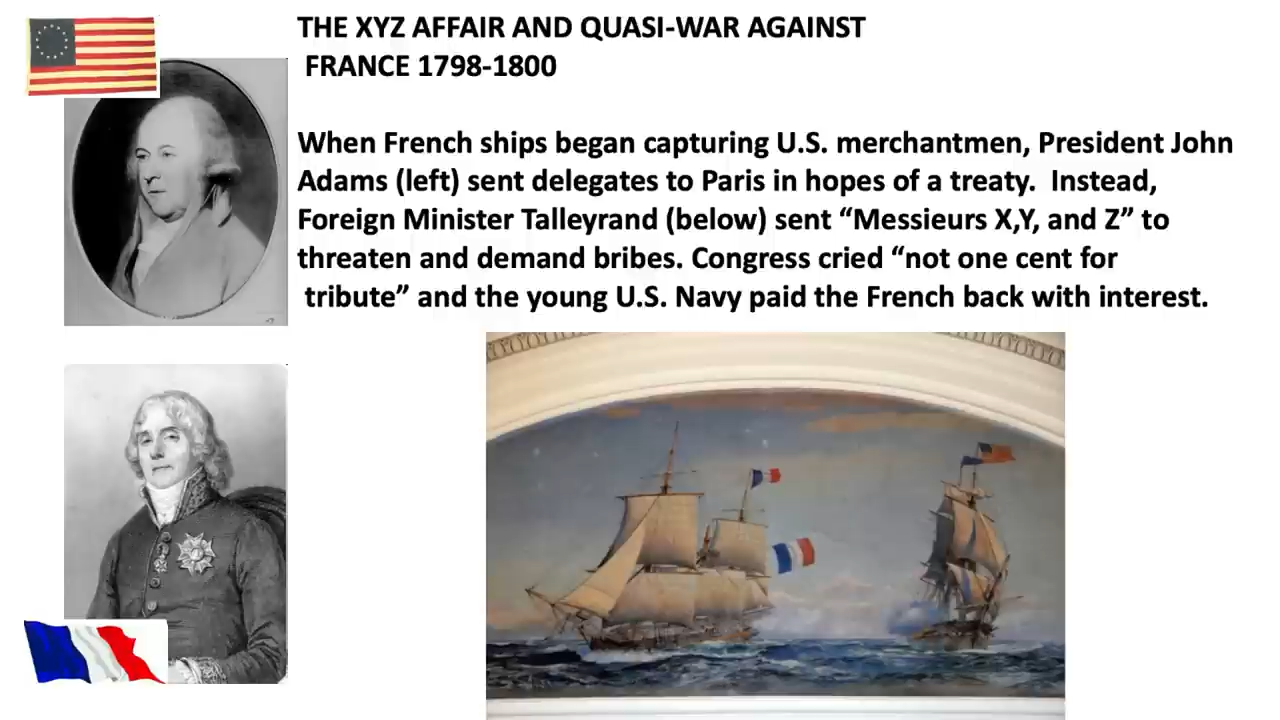 THE XYZ AFFAIR AND QUASI-WAR AGAINST
FRANCE 1798-1800
When French ships began capturing U.S. merchantmen, President John
Adams (left) sent delegates to Paris in hopes of a treaty.  Instead,
Foreign Minister Talleyrand (below) sent “Messieurs X,Y, and Z” to
threaten and demand bribes. Congress cried “not one cent for
tribute” and the young U.S. Navy paid the French back with interest.